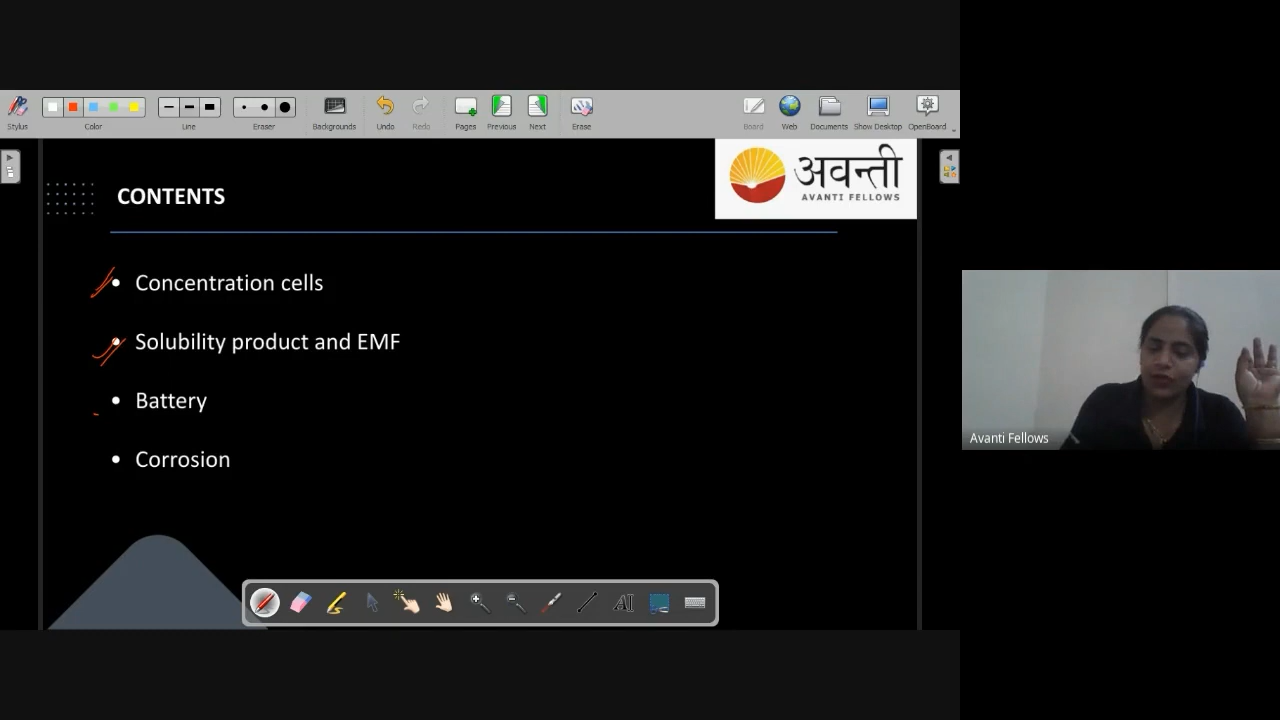 Stylus Color Line Eraser Backgrounds Undo Redo Pages Previous Next Erase Board Web Documents Show Desktop OpenBoard
अवन्ती
AVANTI FELLOWS
CONTENTS
• Concentration cells
• Solubility product and EMF
• Battery
• Corrosion
Avanti Fellows
AI